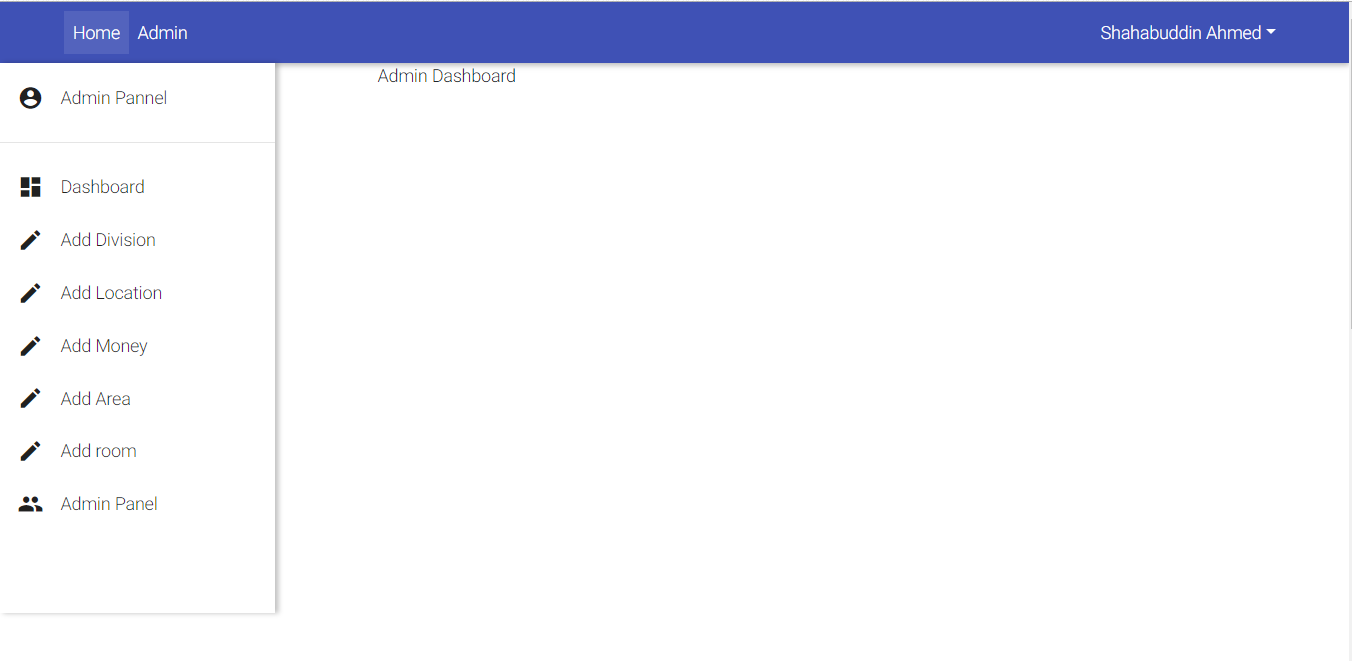 Home Admin Shahabuddin Ahmed
Admin Pannel
Admin Dashboard
Dashboard
Add Division
Add Location
Add Money
Add Area
Add room
Admin Panel